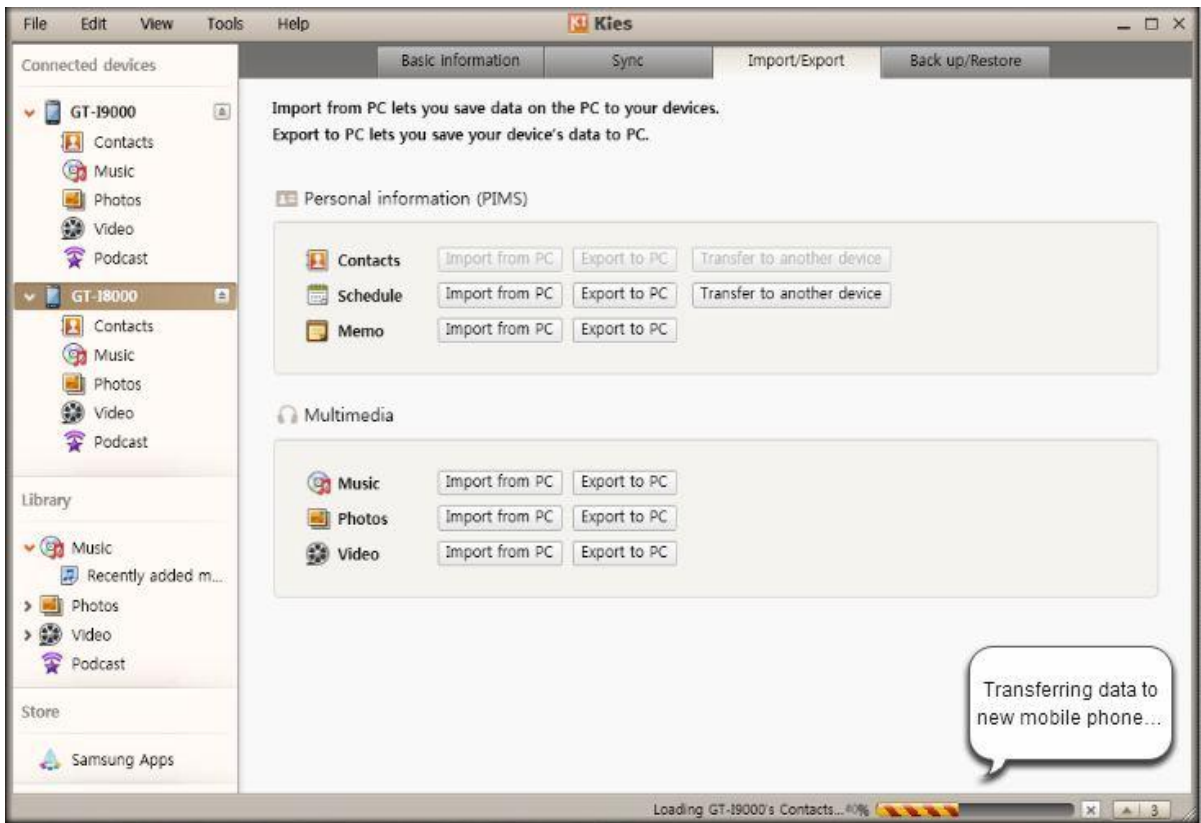 File Edit View Tools Help
Kies
Connected devices
GT-I9000
Contacts
Music
Photos
Video
Podcast
GT-I8000
Contacts
Music
Photos
Video
Podcast
Library
Music
Recently added m...
Photos
Video
Podcast
Store
Samsung Apps
Basic information Sync Import/Export Back up/Restore
Import from PC lets you save data on the PC to your devices.
Export to PC lets you save your device's data to PC.
Personal information (PIMS)
Contacts Import from PC Export to PC Transfer to another device
Schedule Import from PC Export to PC Transfer to another device
Memo Import from PC Export to PC
Multimedia
Music Import from PC Export to PC
Photos Import from PC Export to PC
Video Import from PC Export to PC
Transferring data to
new mobile phone...
Loading GT-I9000's Contacts...40% 3